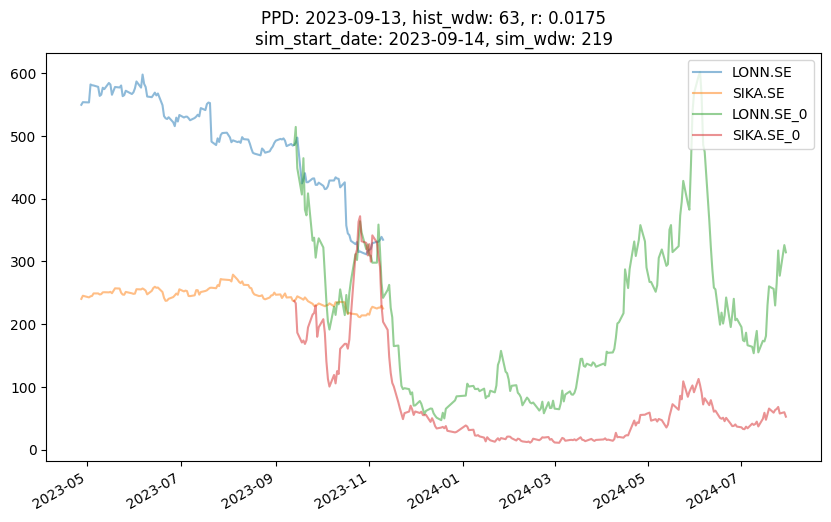 PPD: 2023-09-13, hist_wdw: 63, r: 0.0175
sim_start_date: 2023-09-14, sim_wdw: 219
LONN.SE
SIKA.SE
LONN.SE_0
SIKA.SE_0
600
500
400
300
200
100
0
2023-05
2023-07
2023-09
2023-11
2024-01
2024-03
2024-05
2024-07